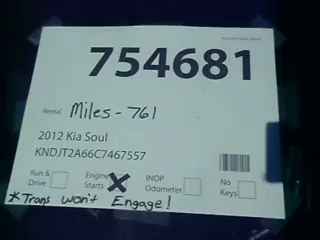 754681
Rental Miles - 761
2012 Kia Soul
KNDJT2A66C7467557
Run & Drive Engine Starts INOP Odometer No Keys
* Trans won't Engage!